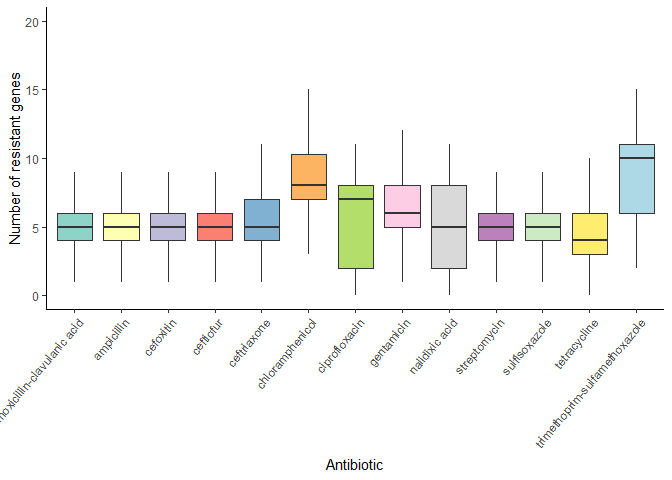 Number of resistant genes
20
15
10
5
0
moxicillin-clavulanic acid
ampicillin
cefoxitin
ceftiofur
ceftriaxone
chloramphenicol
ciprofloxacin
gentamicin
nalidixic acid
streptomycin
sulfisoxazole
tetracycline
trimethoprim-sulfamethoxazole
Antibiotic